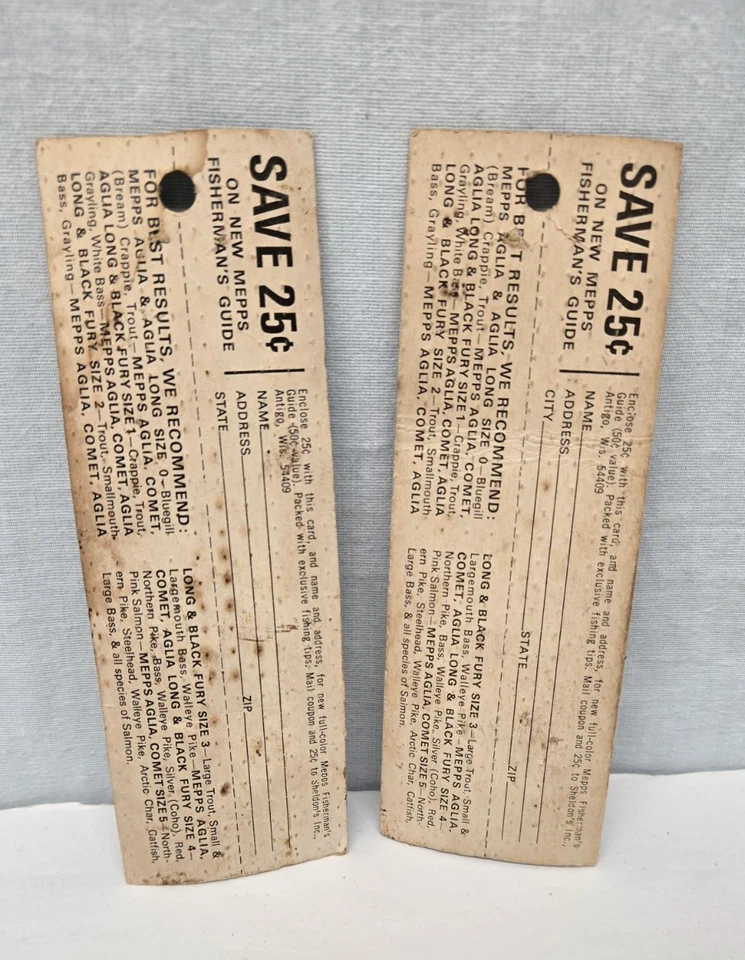 SAVE 25¢
ON NEW MEPPS
FISHERMAN'S GUIDE
Enclose 25¢ with this card, and name and address, for new full-color Mepps Fisherman's
Guide (50¢ value). Packed with exclusive fishing tips. Mail coupon and 25¢ to Sheldon's Inc.,
Antigo, Wis. 54409
NAME
ADDRESS
STATE ZIP
FOR BEST RESULTS, WE RECOMMEND:
MEPPS AGLIA & AGLIA LONG SIZE 0—Bluegill
(Bream) Crappie, Trout—MEPPS AGLIA, COMET,
AGLIA LONG & BLACK FURY SIZE 1—Crappie, Trout,
Grayling, White Bass—MEPPS AGLIA, COMET, AGLIA
LONG & BLACK FURY SIZE 2—Trout, Smallmouth
Bass, Grayling—MEPPS AGLIA, COMET, AGLIA
LONG & BLACK FURY SIZE 3—Large Trout, Small &
Largemouth Bass, Walleye Pike—MEPPS AGLIA,
COMET, AGLIA LONG & BLACK FURY SIZE 4—
Northern Pike, Bass, Walleye Pike, Silver (Coho), Red,
Pink Salmon—MEPPS AGLIA, COMET SIZE 5—North-
ern Pike, Steelhead, Walleye Pike, Arctic Char, Catfish,
Large Bass, & all species of Salmon.
SAVE 25¢
ON NEW MEPPS
FISHERMAN'S GUIDE
Enclose 25¢ with this card, and name and address, for new full-color Mepps Fisherman's
Guide (50¢ value). Packed with exclusive fishing tips. Mail coupon and 25¢ to Sheldon's Inc.,
Antigo, Wis. 54409
NAME
ADDRESS
CITY STATE ZIP
FOR BEST RESULTS, WE RECOMMEND:
MEPPS AGLIA & AGLIA LONG SIZE 0—Bluegill
(Bream) Crappie, Trout—MEPPS AGLIA, COMET,
AGLIA LONG & BLACK FURY SIZE 1—Crappie, Trout,
Grayling, White Bass—MEPPS AGLIA, COMET, AGLIA
LONG & BLACK FURY SIZE 2—Trout, Smallmouth
Bass, Grayling—MEPPS AGLIA, COMET, AGLIA
LONG & BLACK FURY SIZE 3—Large Trout, Small &
Largemouth Bass, Walleye Pike—MEPPS AGLIA,
COMET, AGLIA LONG & BLACK FURY SIZE 4—
Northern Pike, Bass, Walleye Pike, Silver (Coho), Red,
Pink Salmon—MEPPS AGLIA, COMET SIZE 5—North-
ern Pike, Steelhead, Walleye Pike, Arctic Char, Catfish,
Large Bass, & all species of Salmon.